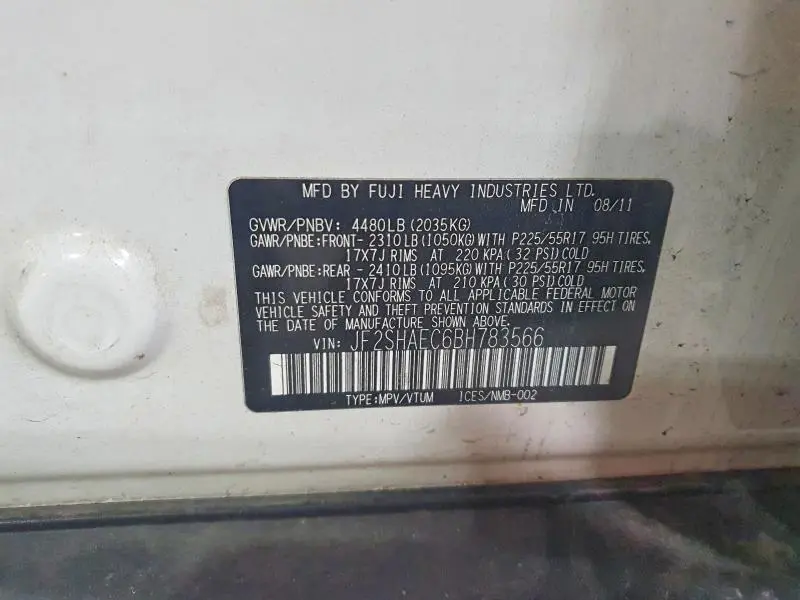 MFD BY FUJI HEAVY INDUSTRIES LTD.
MFD IN 08/11
GVWR/PNBV: 4480LB (2035KG)
GAWR/PNBE:FRONT- 2310LB (1050KG) WITH P225/55R17 95H TIRES,
17X7J RIMS AT 220 KPA (32 PSI) COLD
GAWR/PNBE:REAR -2410LB (1095KG) WITH P225/55R17 95H TIRES,
17X7J RIMS AT 210 KPA (30 PSI) COLD
THIS VEHICLE CONFORMS TO ALL APPLICABLE FEDERAL MOTOR
VEHICLE SAFETY AND THEFT PREVENTION STANDARDS IN EFFECT ON
THE DATE OF MANUFACTURE SHOWN ABOVE.
VIN: JF2SHAEC6BH783566
TYPE:MPV/VTUM ICES/NMB-002